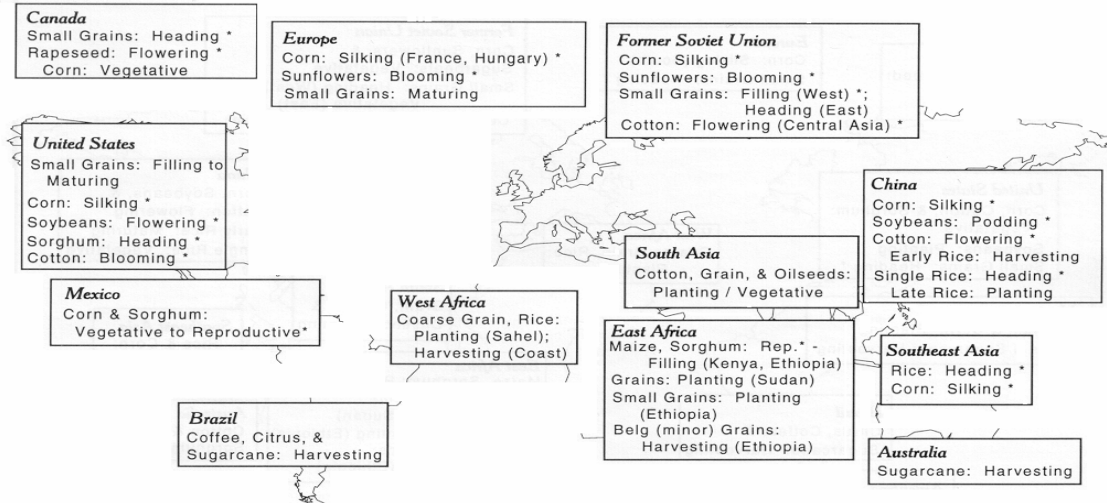 Canada
Small Grains: Heading *
Rapeseed: Flowering *
Corn: Vegetative
Europe
Corn: Silking (France, Hungary) *
Sunflowers: Blooming *
Small Grains: Maturing
Former Soviet Union
Corn: Silking *
Sunflowers: Blooming *
Small Grains: Filling (West) *;
Heading (East)
Cotton: Flowering (Central Asia) *
United States
Small Grains: Filling to
Maturing
Corn: Silking *
Soybeans: Flowering *
Sorghum: Heading *
Cotton: Blooming *
China
Corn: Silking *
Soybeans: Podding *
Cotton: Flowering *
Early Rice: Harvesting
Single Rice: Heading *
Late Rice: Planting
South Asia
Cotton, Grain, & Oilseeds:
Planting / Vegetative
Mexico
Corn & Sorghum:
Vegetative to Reproductive*
West Africa
Coarse Grain, Rice:
Planting (Sahel);
Harvesting (Coast)
East Africa
Maize, Sorghum: Rep.* -
Filling (Kenya, Ethiopia)
Grains: Planting (Sudan)
Small Grains: Planting
(Ethiopia)
Belg (minor) Grains:
Harvesting (Ethiopia)
Southeast Asia
Rice: Heading *
Corn: Silking *
Brazil
Coffee, Citrus, &
Sugarcane: Harvesting
Australia
Sugarcane: Harvesting